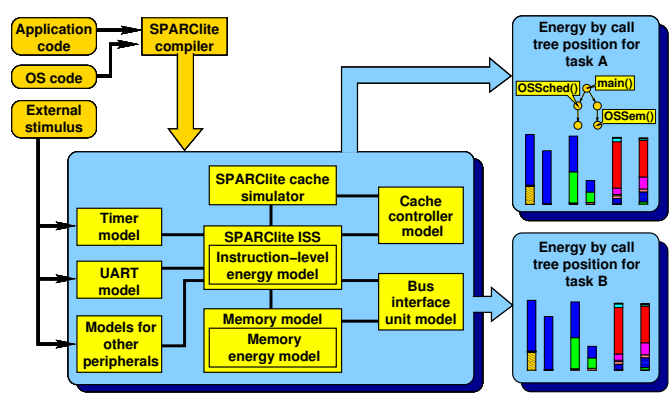 Application
code
SPARClite
compiler
OS code
External
stimulus
Energy by call
tree position for
task A
main()
OSSched()
OSSem()
SPARClite cache
simulator
Cache
controller
model
Timer
model
SPARClite ISS
Instruction−level
energy model
UART
model
Bus
interface
unit model
Models for
other
peripherals
Memory model
Memory
energy model
Energy by call
tree position for
task B